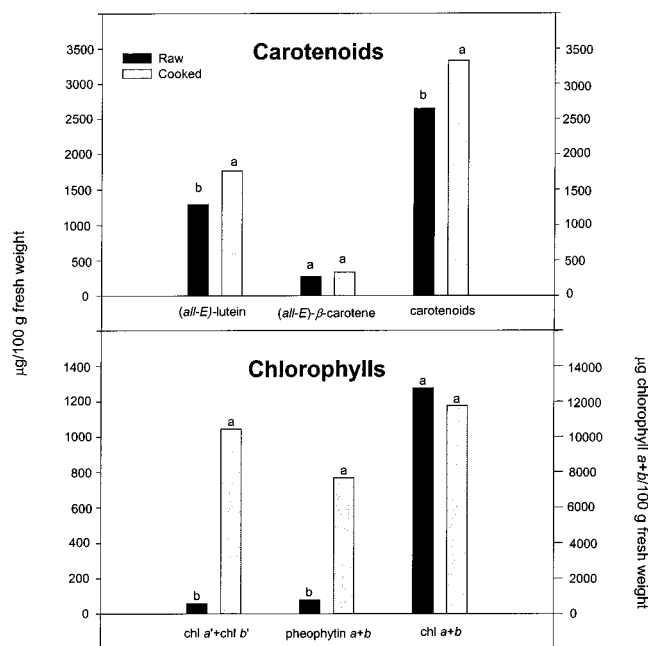 Carotenoids
Raw
Cooked
3500
3000
2500
2000
1500
1000
500
0
b
a
a
a
b
a
3500
3000
2500
2000
1500
1000
500
0
(all-E)-lutein
(all-E)-β-carotene
carotenoids
µg/100 g fresh weight
Chlorophylls
1400
1200
1000
800
600
400
200
0
b
a
b
a
a
a
14000
12000
10000
8000
6000
4000
2000
0
chl a'+chl b'
pheophytin a+b
chl a+b
µg chlorophyll a+b/100 g fresh weight